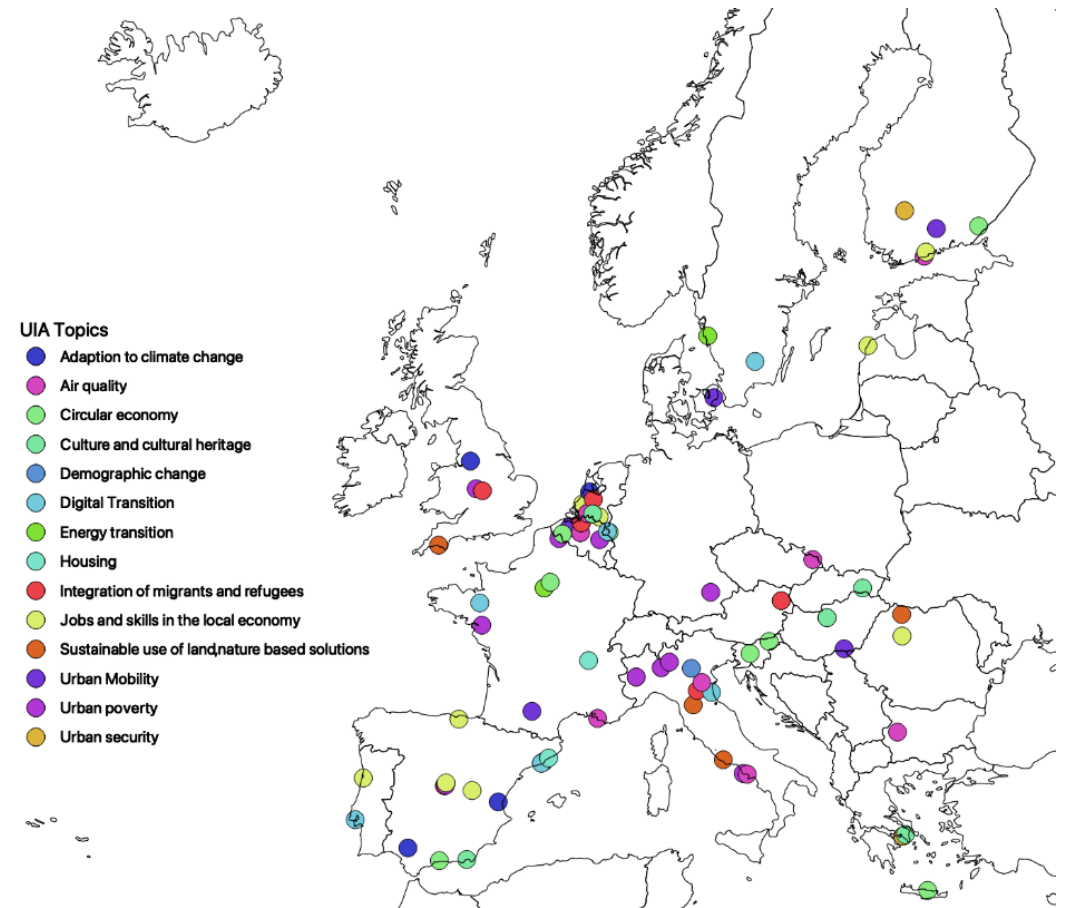 UIA Topics
Adaption to climate change
Air quality
Circular economy
Culture and cultural heritage
Demographic change
Digital Transition
Energy transition
Housing
Integration of migrants and refugees
Jobs and skills in the local economy
Sustainable use of land,nature based solutions
Urban Mobility
Urban poverty
Urban security